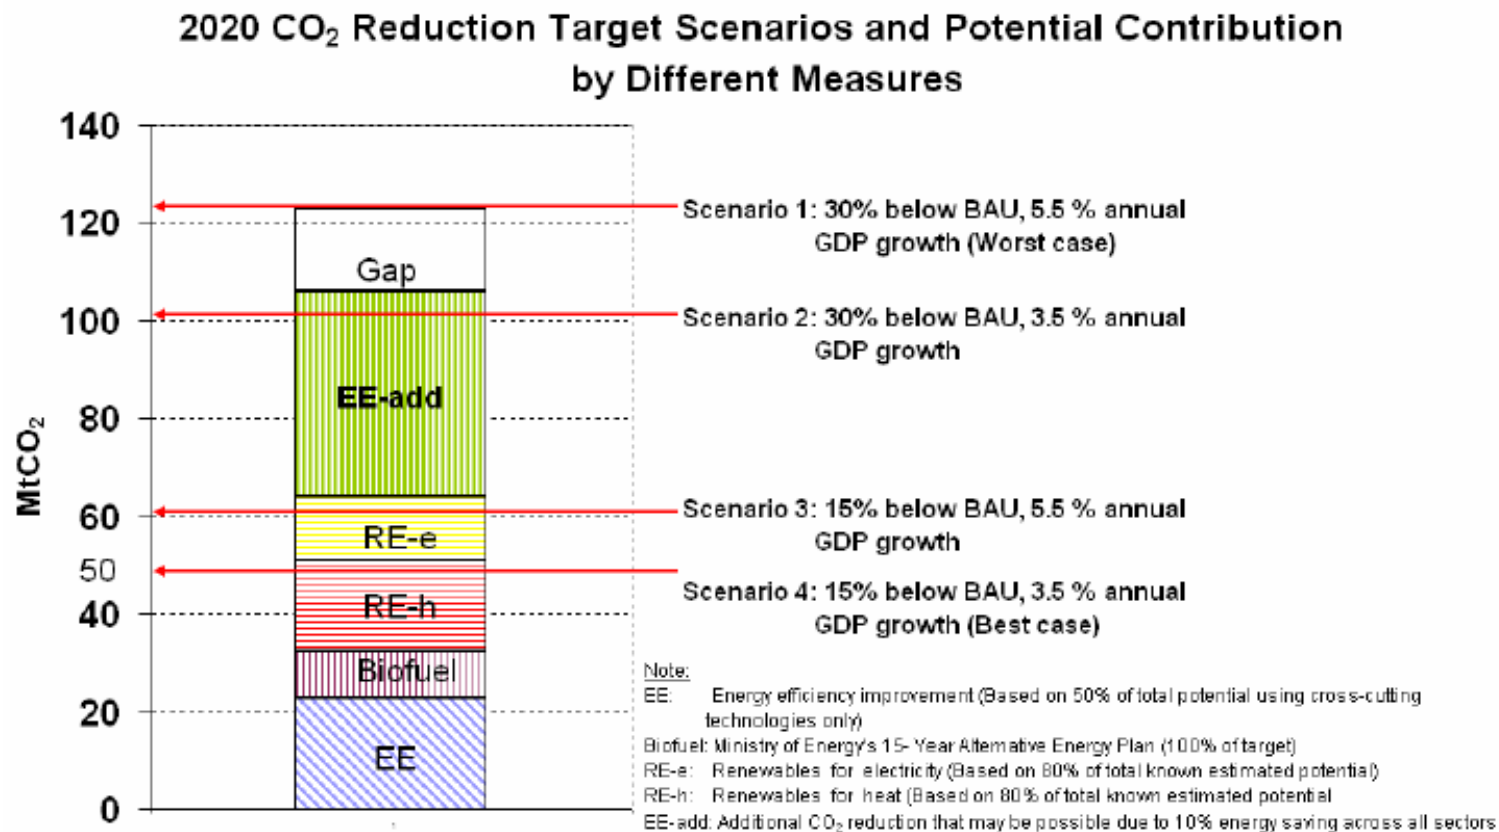 2020 CO₂ Reduction Target Scenarios and Potential Contribution
by Different Measures
MtCO₂
140
120
100
80
60
50
40
20
0
Gap
EE-add
RE-e
RE-h
Biofuel
EE
Scenario 1: 30% below BAU, 5.5 % annual
GDP growth (Worst case)
Scenario 2: 30% below BAU, 3.5 % annual
GDP growth
Scenario 3: 15% below BAU, 5.5 % annual
GDP growth
Scenario 4: 15% below BAU, 3.5 % annual
GDP growth (Best case)
Note:
EE: Energy efficiency improvement (Based on 50% of total potential using cross-cutting
technologies only)
Biofuel: Ministry of Energy's 15- Year Alternative Energy Plan (100% of target)
RE-e: Renewables for electricity (Based on 80% of total known estimated potential)
RE-h: Renewables for heat (Based on 80% of total known estimated potential
EE-add: Additional CO₂ reduction that may be possible due to 10% energy saving across all sectors